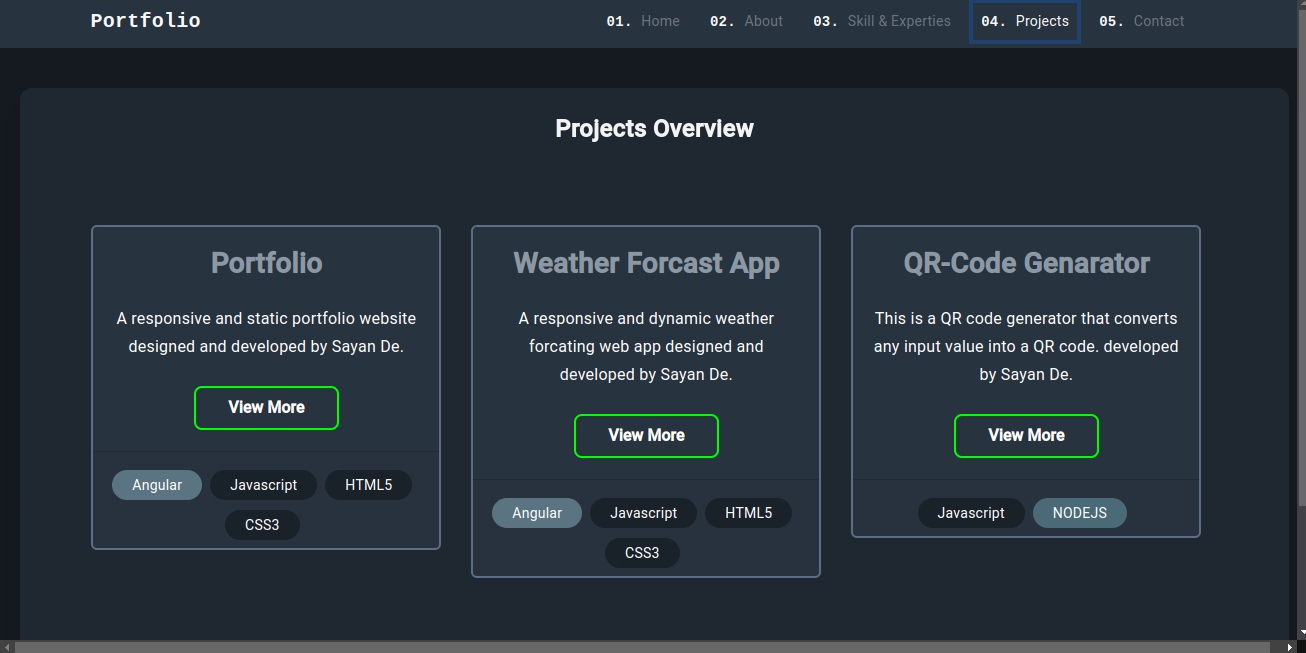 Portfolio 01. Home 02. About 03. Skill & Experties 04. Projects 05. Contact
Projects Overview
Portfolio
A responsive and static portfolio website
designed and developed by Sayan De.
View More
Angular Javascript HTML5
CSS3
Weather Forcast App
A responsive and dynamic weather
forcating web app designed and
developed by Sayan De.
View More
Angular Javascript HTML5
CSS3
QR-Code Genarator
This is a QR code generator that converts
any input value into a QR code. developed
by Sayan De.
View More
Javascript NODEJS